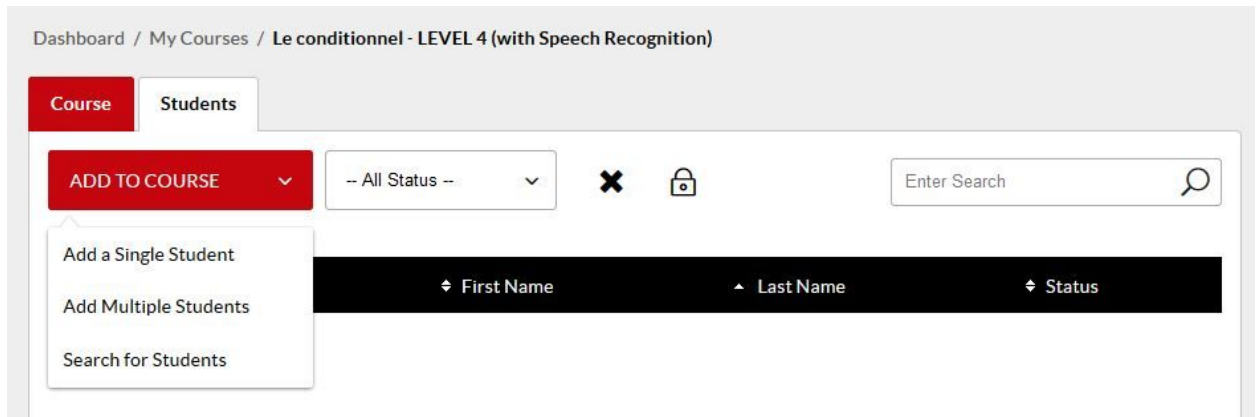 Dashboard / My Courses / Le conditionnel - LEVEL 4 (with Speech Recognition)
Course Students
ADD TO COURSE -- All Status -- Enter Search
Add a Single Student
First Name Last Name Status
Add Multiple Students
Search for Students